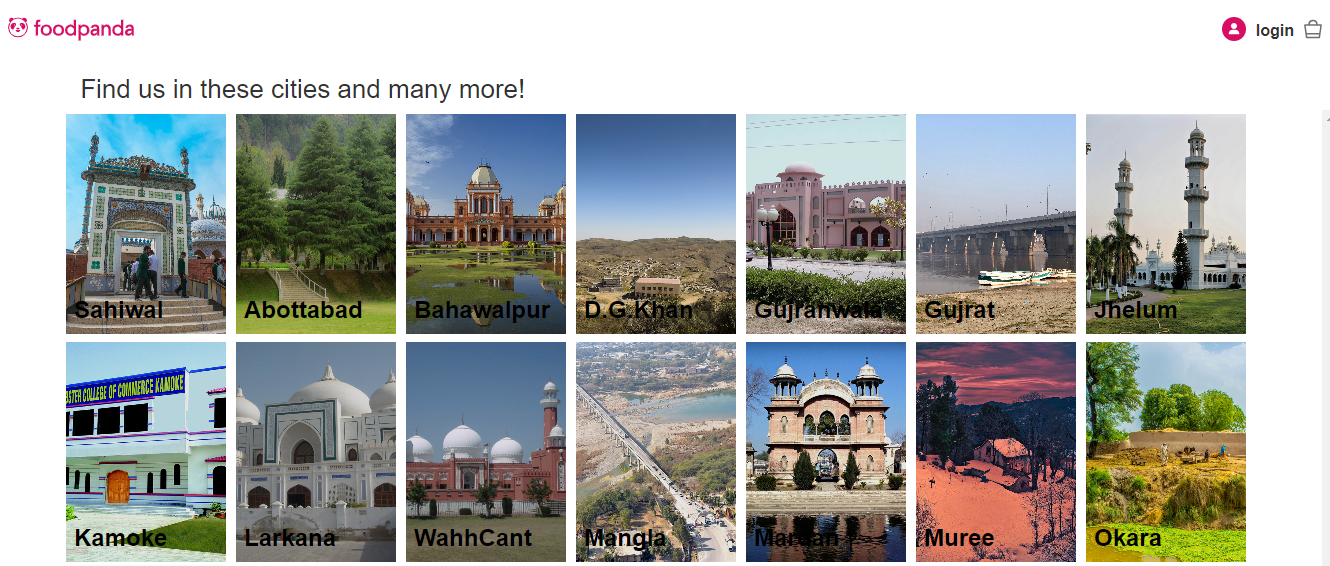 foodpanda
login
Find us in these cities and many more!
Sahiwal
Abottabad
Bahawalpur
D.G.Khan
Gujranwala
Gujrat
Jhelum
COLLEGE OF COMMERCE KAMOKE
Kamoke
Larkana
WahhCant
Mangla
Mardan
Muree
Okara